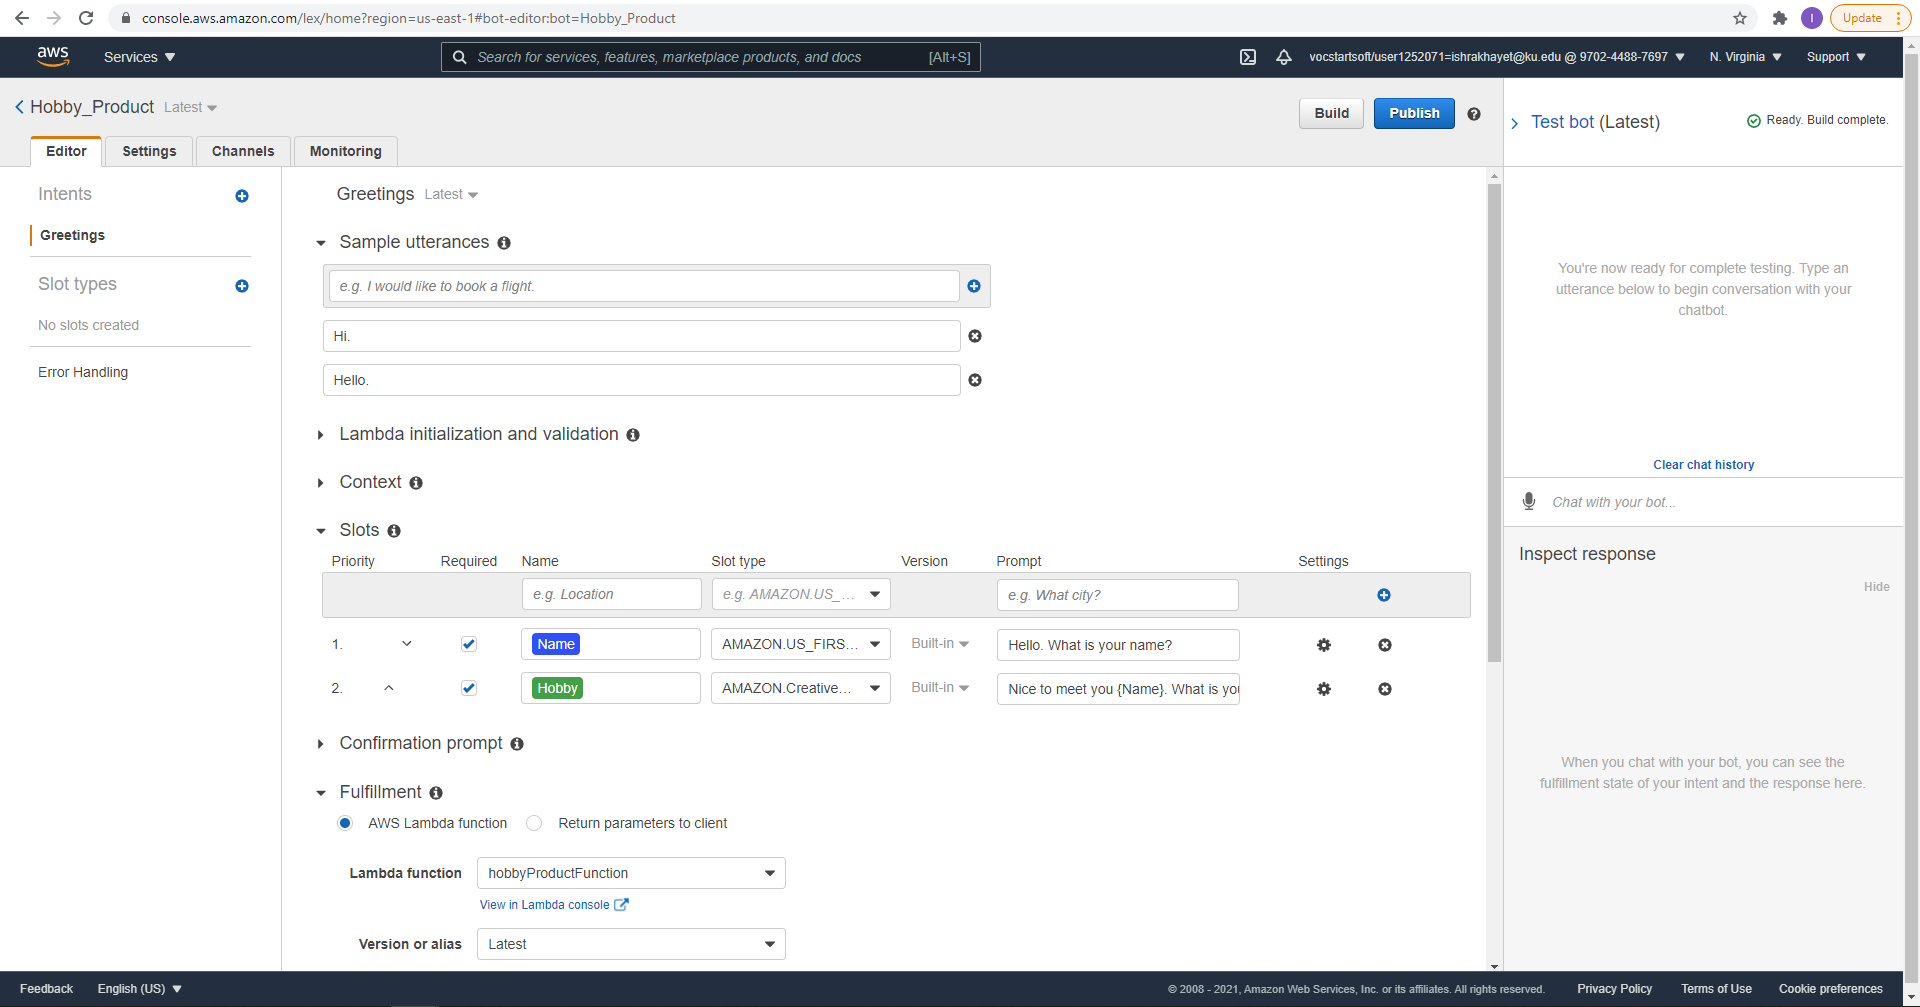 console.aws.amazon.com/lex/home?region=us-east-1#bot-editor:bot=Hobby_Product
I
Update
aws
Services
Search for services, features, marketplace products, and docs [Alt+S]
vocstartsoft/user1252071=ishrakhayet@ku.edu @ 9702-4488-7697
N. Virginia
Support
Hobby_Product Latest
Build
Publish
Test bot (Latest)
Ready. Build complete.
Editor
Settings
Channels
Monitoring
Intents
Greetings
Slot types
No slots created
Error Handling
Greetings Latest
Sample utterances
e.g. I would like to book a flight.
Hi.
Hello.
Lambda initialization and validation
Context
Slots
Priority Required Name Slot type Version Prompt Settings
e.g. Location e.g. AMAZON.US_... e.g. What city?
1. Name AMAZON.US_FIRS... Built-in Hello. What is your name?
2. Hobby AMAZON.Creative... Built-in Nice to meet you {Name}. What is you
Confirmation prompt
Fulfillment
AWS Lambda function Return parameters to client
Lambda function hobbyProductFunction
View in Lambda console
Version or alias Latest
You're now ready for complete testing. Type an
utterance below to begin conversation with your
chatbot.
Clear chat history
Chat with your bot...
Inspect response
Hide
When you chat with your bot, you can see the
fulfillment state of your intent and the response here.
Feedback
English (US)
© 2008 - 2021, Amazon Web Services, Inc. or its affiliates. All rights reserved.
Privacy Policy
Terms of Use
Cookie preferences